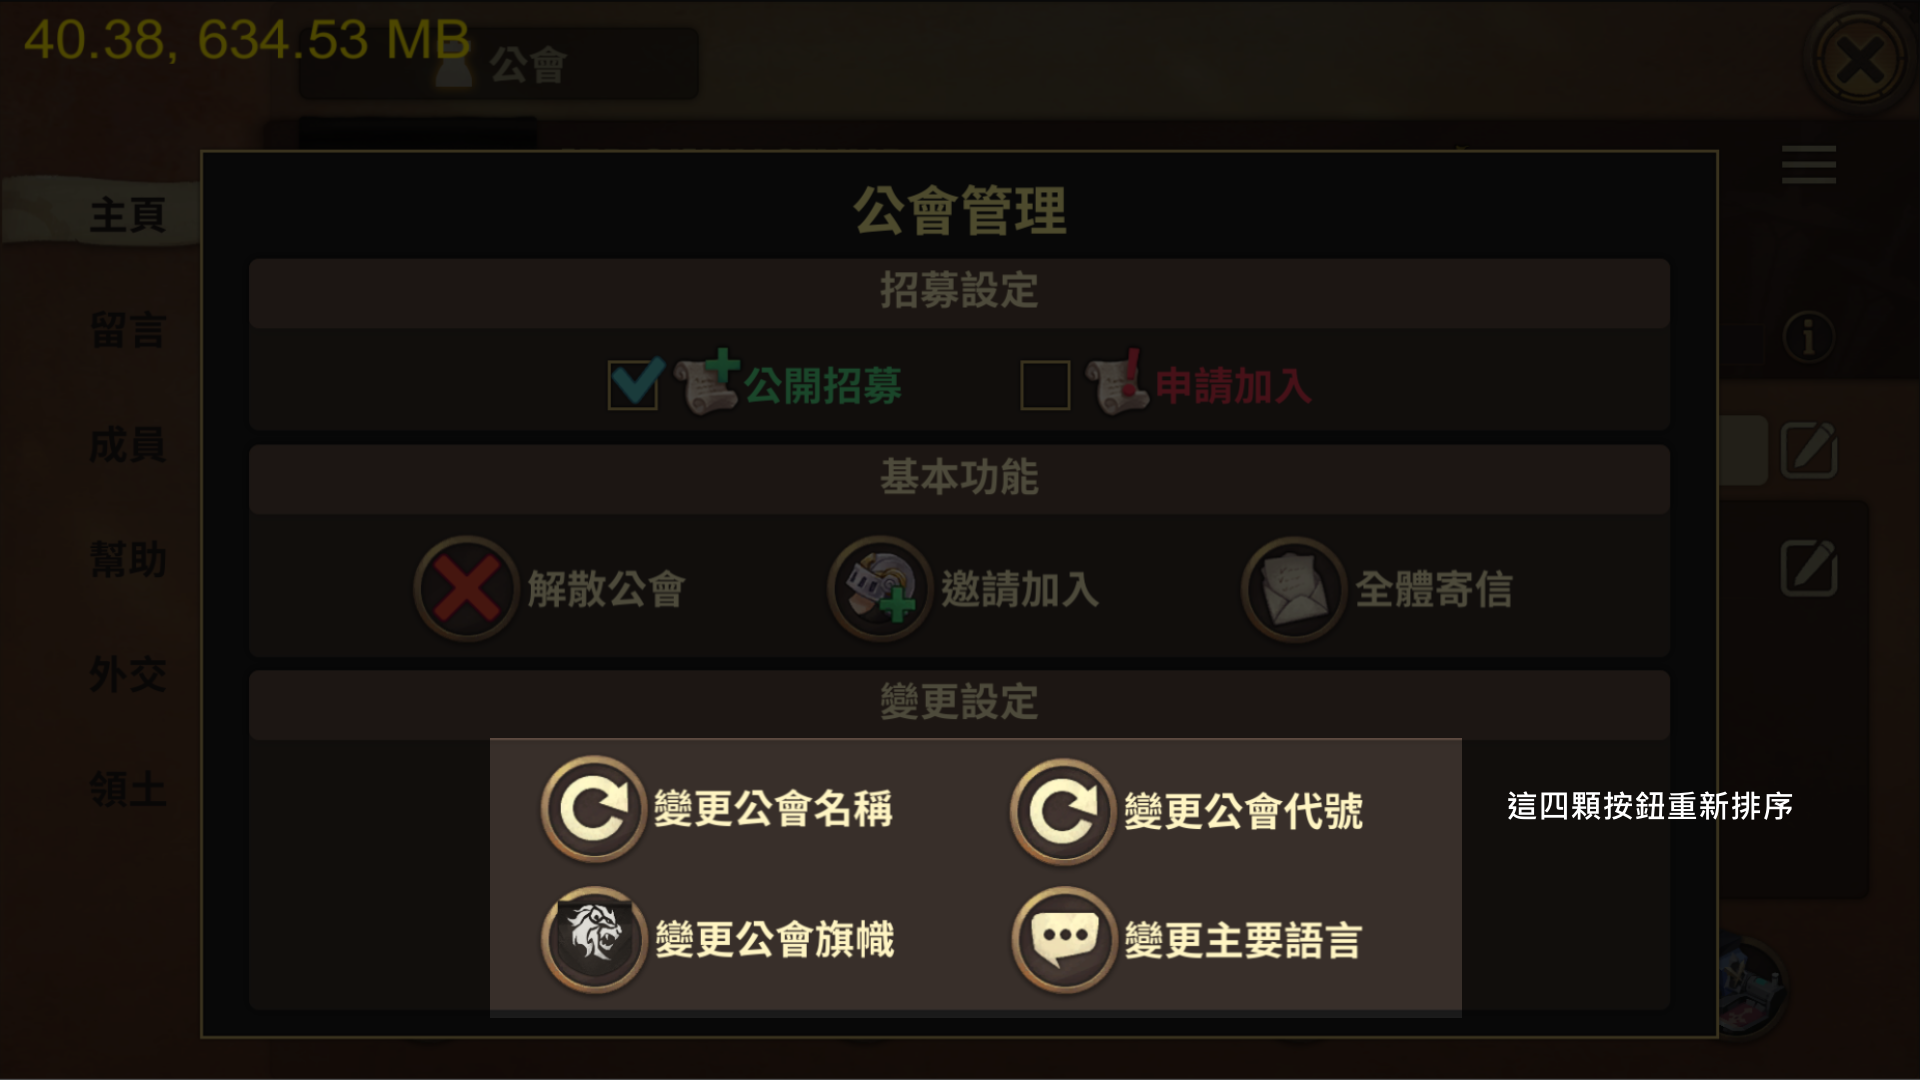 40.38, 634.53 MB
公會
公會管理
主頁
招募設定
留言
公開招募
申請加入
成員
基本功能
幫助
解散公會
邀請加入
全體寄信
外交
變更設定
領土
變更公會名稱
變更公會代號
這四顆按鈕重新排序
變更公會旗幟
變更主要語言